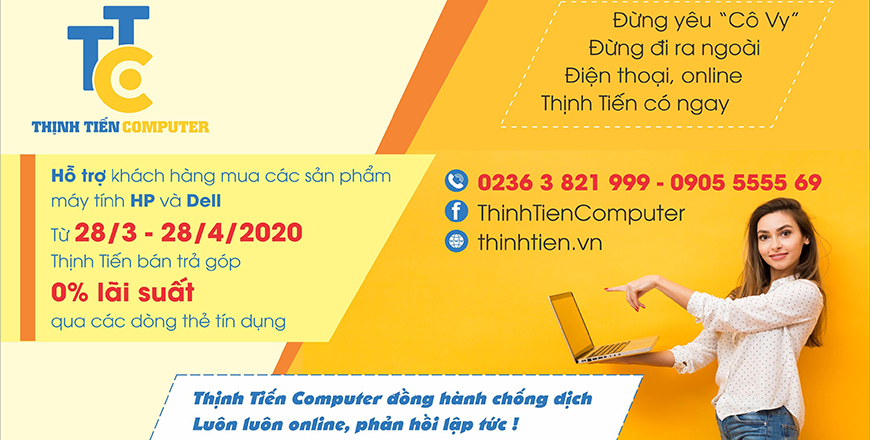 TTC
THỊNH TIẾN COMPUTER
Đừng yêu “Cô Vy”
Đừng đi ra ngoài
Điện thoại, online
Thịnh Tiến có ngay
Hỗ trợ khách hàng mua các sản phẩm
máy tính HP và Dell
Từ 28/3 - 28/4/2020
Thịnh Tiến bán trả góp
0% lãi suất
qua các dòng thẻ tín dụng
0236 3 821 999 - 0905 5555 69
f ThinhTienComputer
thinhtien.vn
Thịnh Tiến Computer đồng hành chống dịch
Luôn luôn online, phản hồi lập tức !